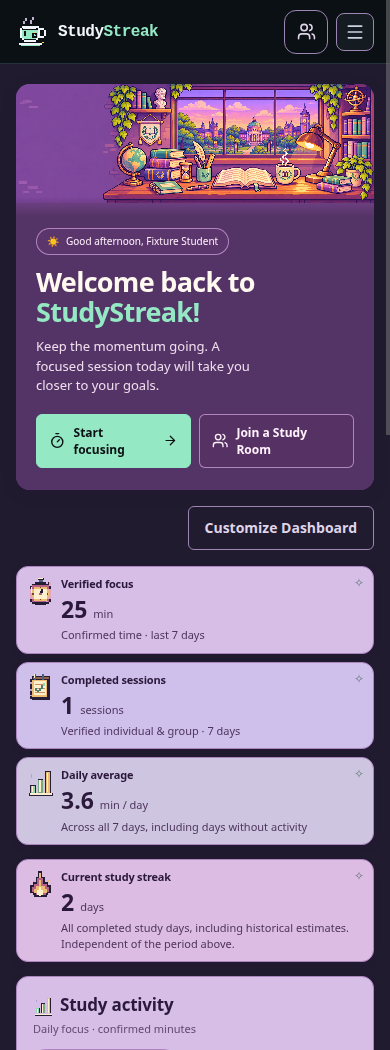 StudyStreak
Good afternoon, Fixture Student
Welcome back to
StudyStreak!
Keep the momentum going. A
focused session today will take you
closer to your goals.
Start
focusing
Join a Study
Room
Customize Dashboard
Verified focus
25 min
Confirmed time · last 7 days
Completed sessions
1 sessions
Verified individual & group · 7 days
Daily average
3.6 min / day
Across all 7 days, including days without activity
Current study streak
2 days
All completed study days, including historical estimates.
Independent of the period above.
Study activity
Daily focus · confirmed minutes